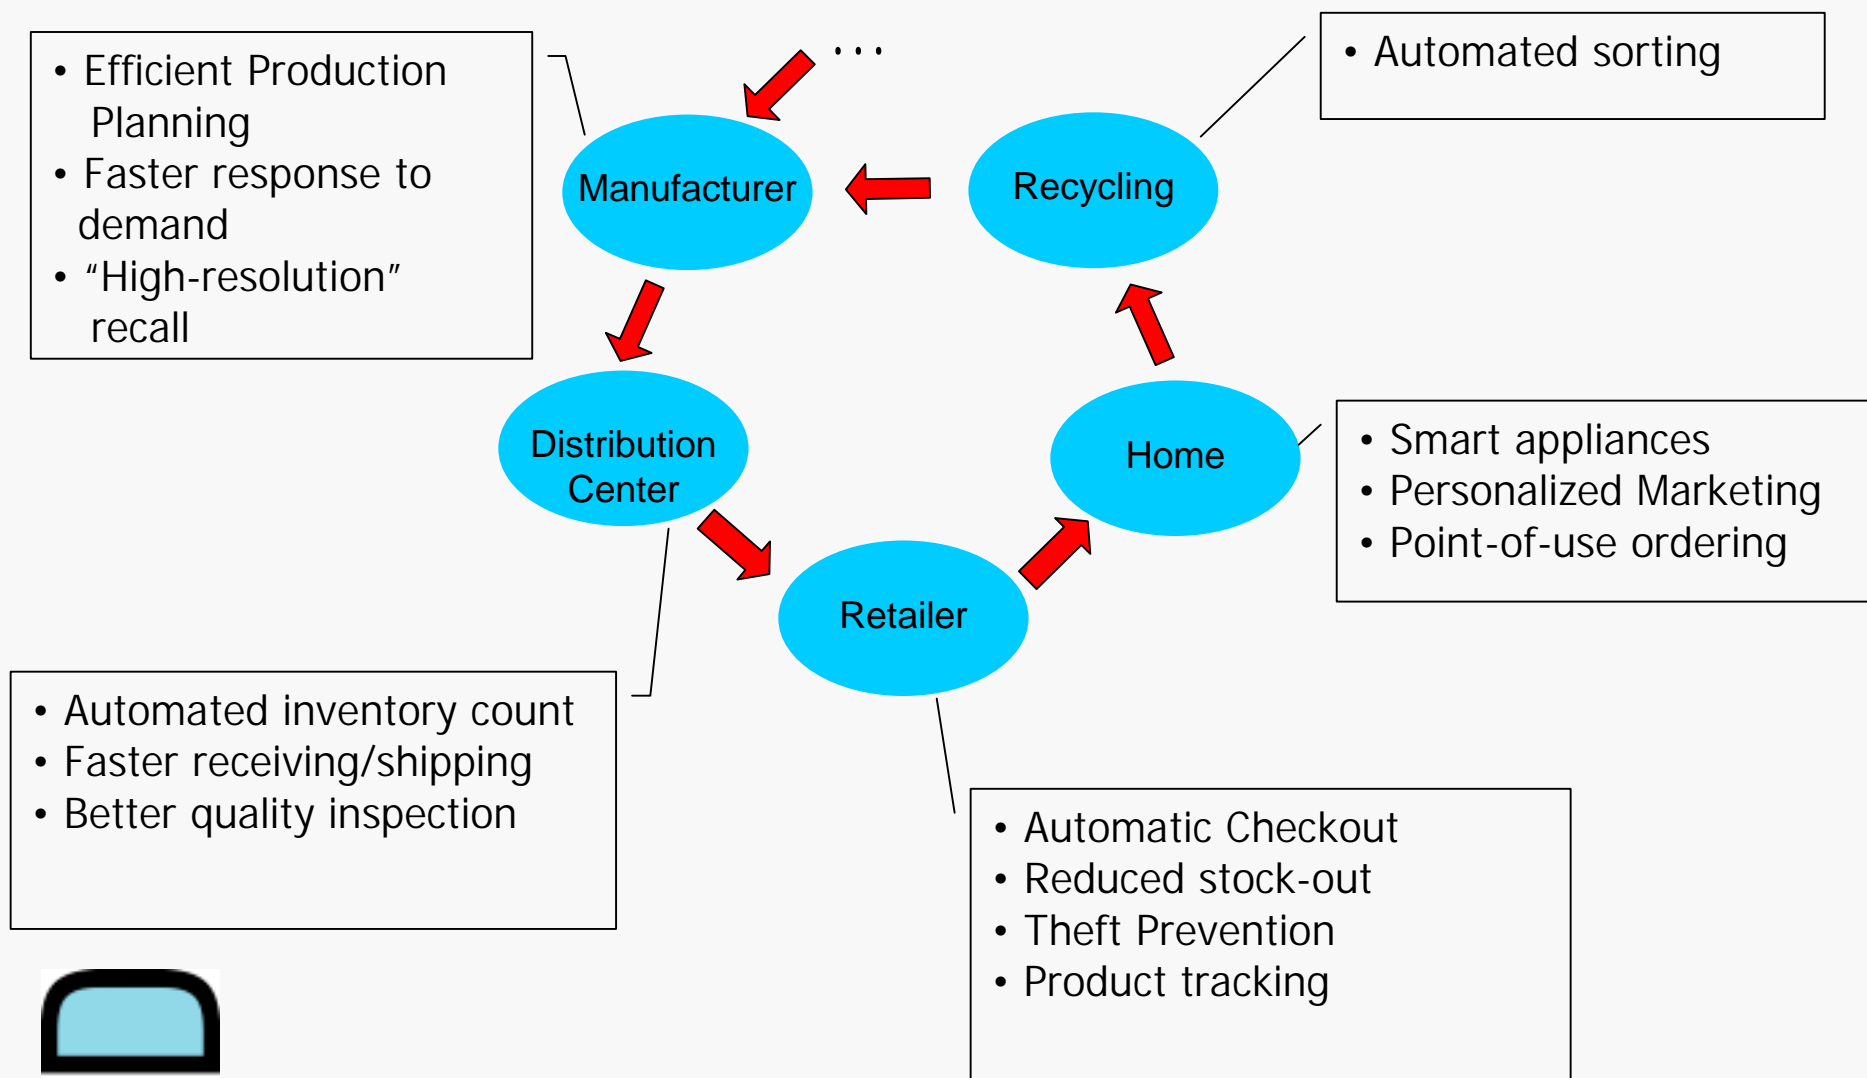 • Efficient Production
Planning
• Faster response to
demand
• “High-resolution”
recall
...
• Automated sorting
Manufacturer
Recycling
Distribution
Center
Home
• Smart appliances
• Personalized Marketing
• Point-of-use ordering
Retailer
• Automated inventory count
• Faster receiving/shipping
• Better quality inspection
• Automatic Checkout
• Reduced stock-out
• Theft Prevention
• Product tracking